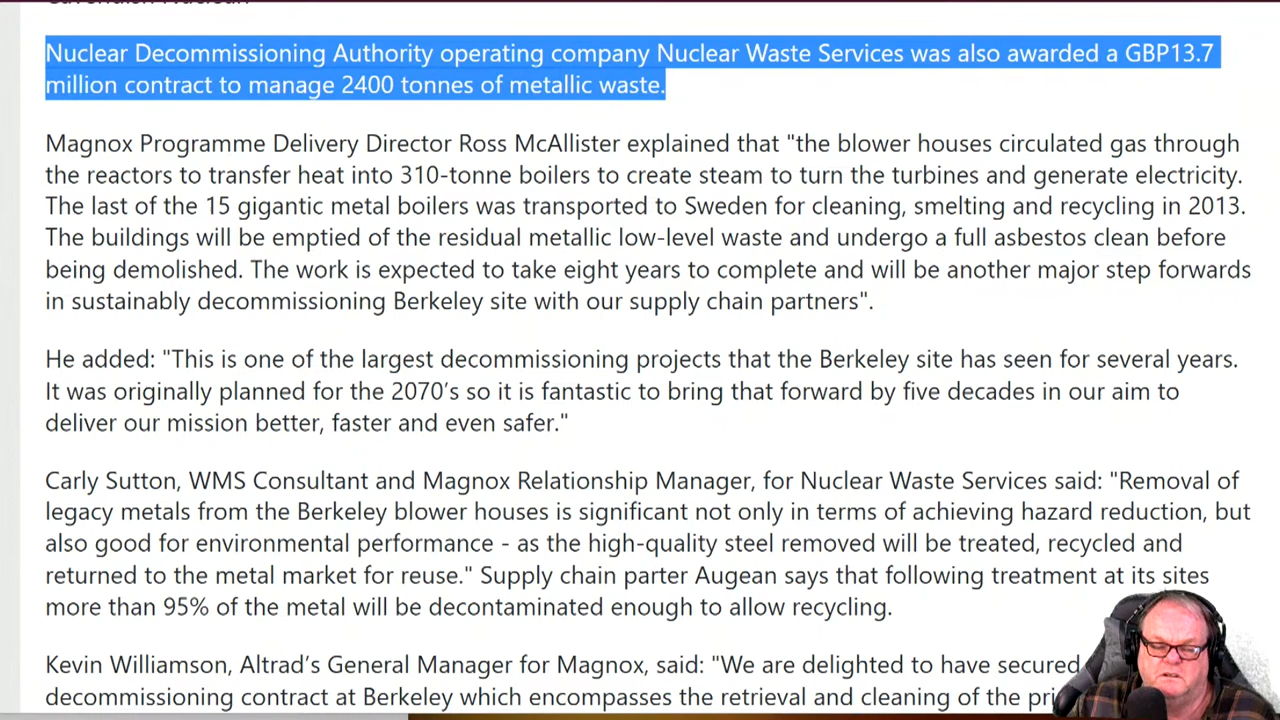 Nuclear Decommissioning Authority operating company Nuclear Waste Services was also awarded a GBP13.7
million contract to manage 2400 tonnes of metallic waste.
Magnox Programme Delivery Director Ross McAllister explained that "the blower houses circulated gas through
the reactors to transfer heat into 310-tonne boilers to create steam to turn the turbines and generate electricity.
The last of the 15 gigantic metal boilers was transported to Sweden for cleaning, smelting and recycling in 2013.
The buildings will be emptied of the residual metallic low-level waste and undergo a full asbestos clean before
being demolished. The work is expected to take eight years to complete and will be another major step forwards
in sustainably decommissioning Berkeley site with our supply chain partners".
He added: "This is one of the largest decommissioning projects that the Berkeley site has seen for several years.
It was originally planned for the 2070's so it is fantastic to bring that forward by five decades in our aim to
deliver our mission better, faster and even safer."
Carly Sutton, WMS Consultant and Magnox Relationship Manager, for Nuclear Waste Services said: "Removal of
legacy metals from the Berkeley blower houses is significant not only in terms of achieving hazard reduction, but
also good for environmental performance - as the high-quality steel removed will be treated, recycled and
returned to the metal market for reuse." Supply chain parter Augean says that following treatment at its sites
more than 95% of the metal will be decontaminated enough to allow recycling.
Kevin Williamson, Altrad's General Manager for Magnox, said: "We are delighted to have secured
decommissioning contract at Berkeley which encompasses the retrieval and cleaning of the